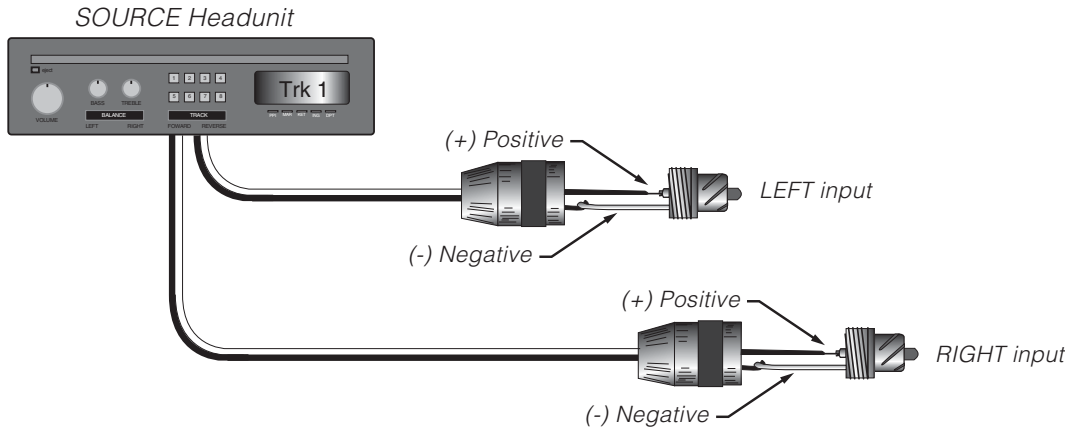 SOURCE Headunit
eject
1 2 3 4
Trk 1
5 6 7 8
BASS TREBLE
VOLUME
BALANCE TRACK
LEFT RIGHT FOWARD REVERSE
(+) Positive
LEFT input
(-) Negative
(+) Positive
RIGHT input
(-) Negative